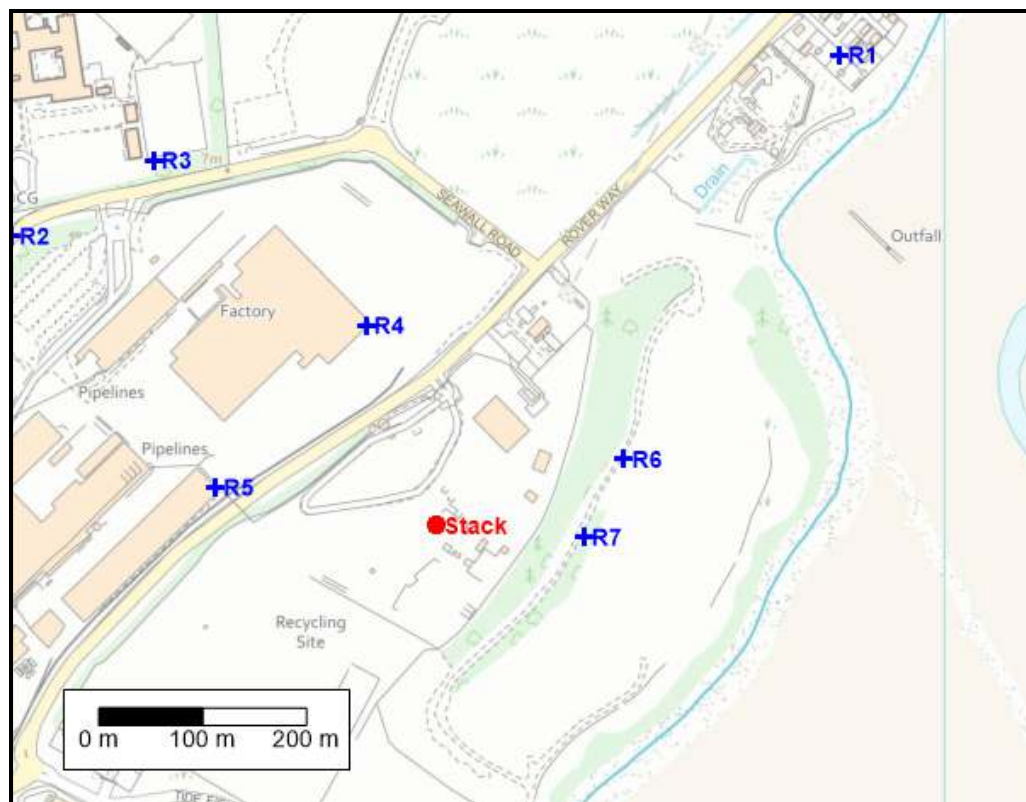 R1
R3
7m
CG
R2
SEAWALL ROAD
ROVER WAY
Drain
Outfall
Factory
R4
Pipelines
Pipelines
R5
R6
Stack
R7
Recycling
Site
0 m 100 m 200 m